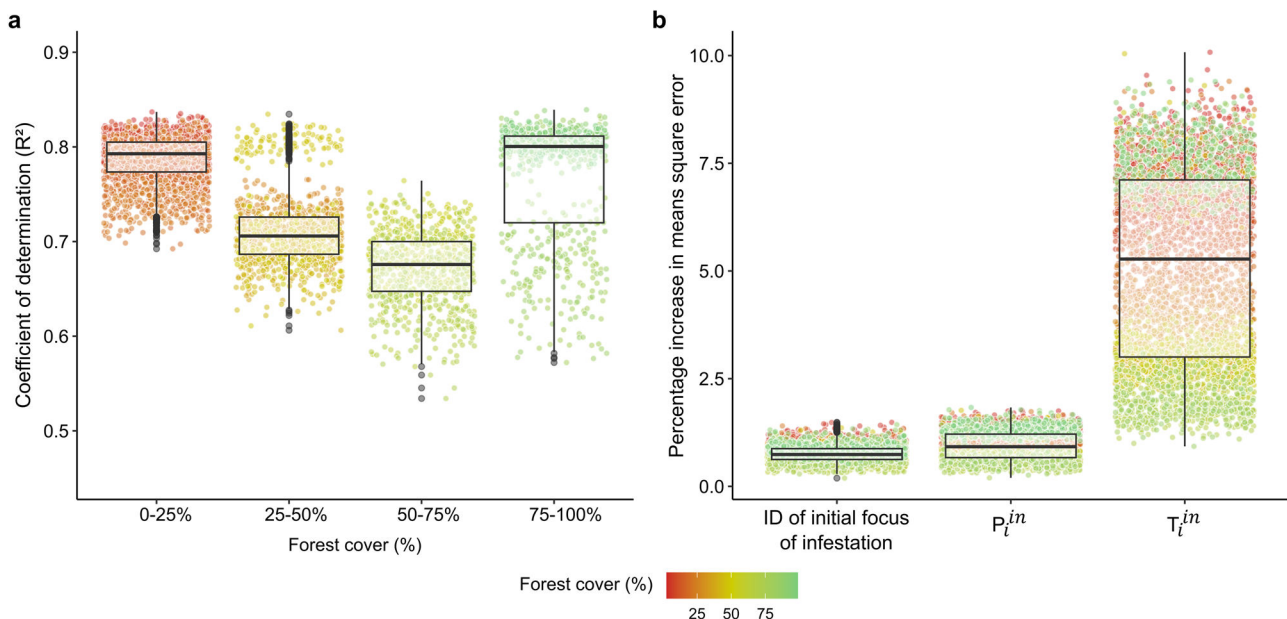 a
Coefficient of determination (R²)
0.9
0.8
0.7
0.6
0.5
0-25%
25-50%
50-75%
75-100%
Forest cover (%)
b
Percentage increase in means square error
10.0
7.5
5.0
2.5
0.0
ID of initial focus
of infestation
P_i^in
T_i^in
Forest cover (%)
25
50
75